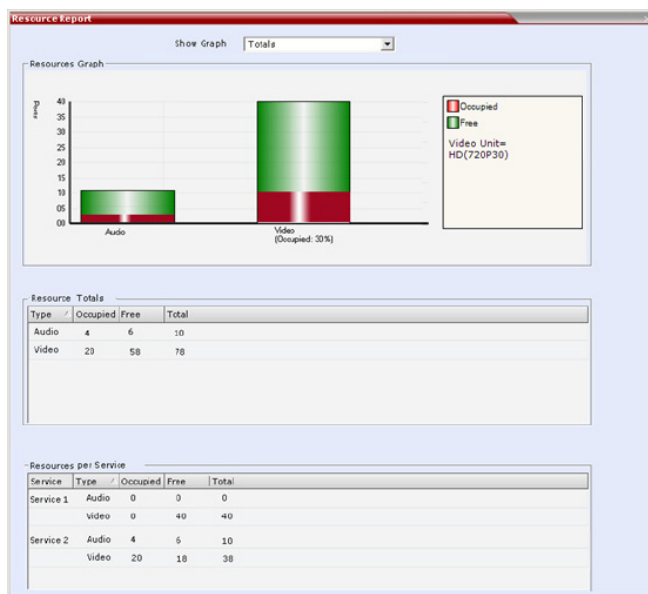 Resource Report
Show Graph Totals
Resources Graph
Ports
40
35
30
25
20
15
10
05
00
Audio
Video
(Occupied: 30%)
Occupied
Free
Video Unit=
HD(720P30)
Resource Totals
Type Occupied Free Total
Audio 4 6 10
Video 20 58 78
Resources per Service
Service Type Occupied Free Total
Service 1 Audio 0 0 0
Video 0 40 40
Service 2 Audio 4 6 10
Video 20 18 38